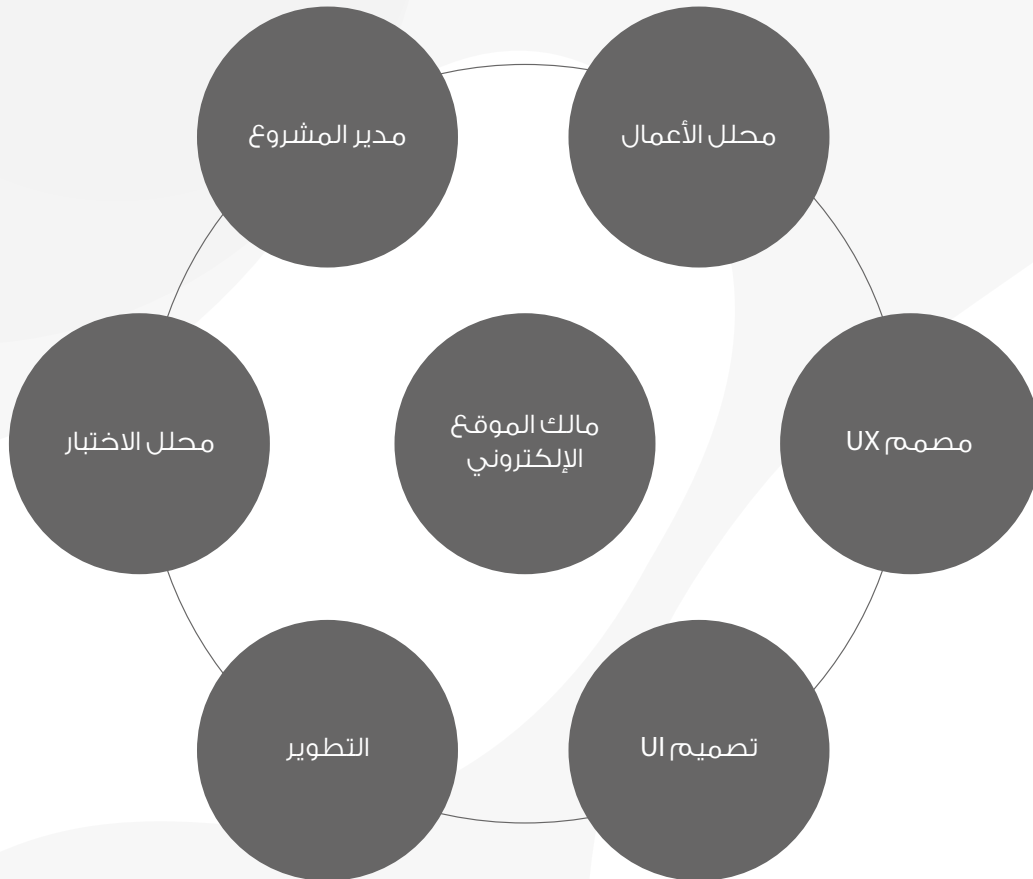 محلل الأعمال
مدير المشروع
مصمم UX
مالك الموقع
الإلكتروني
محلل الاختبار
تصميم UI
التطوير